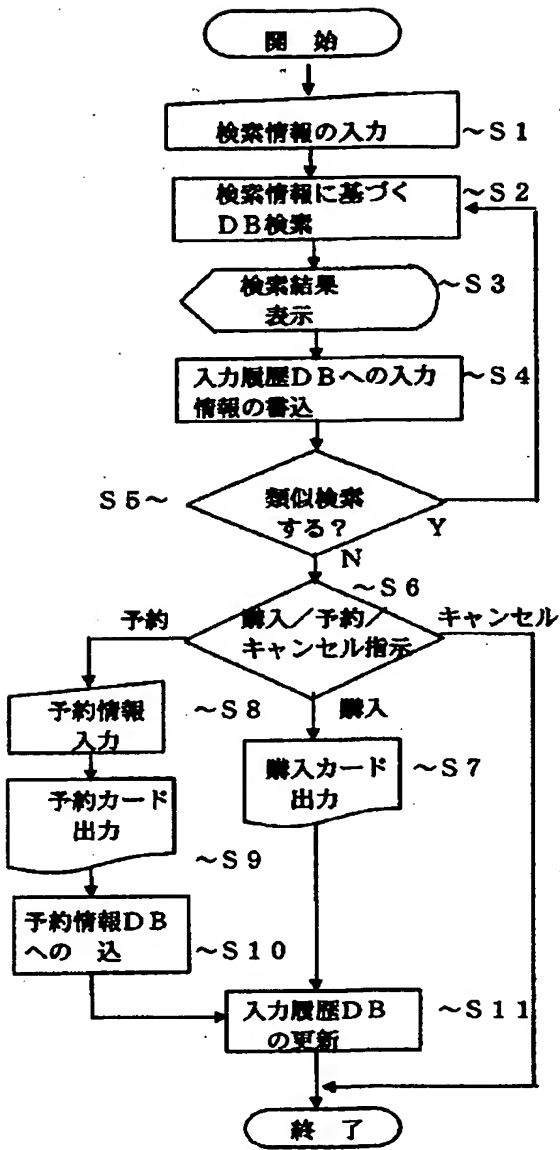 開 始
検索情報の入力 ～S1
検索情報に基づく ～S2
DB検索
検索結果 ～S3
表示
入力履歴DBへの入力 ～S4
情報の書込
S5～ 類似検索
する？ Y
N
～S6
予約 購入／予約／ キャンセル
キャンセル指示
予約情報 ～S8 購入
入力
購入カード ～S7
出力
予約カード
出力
～S9
予約情報DB
への 込 ～S10
入力履歴DB ～S11
の更新
終 了